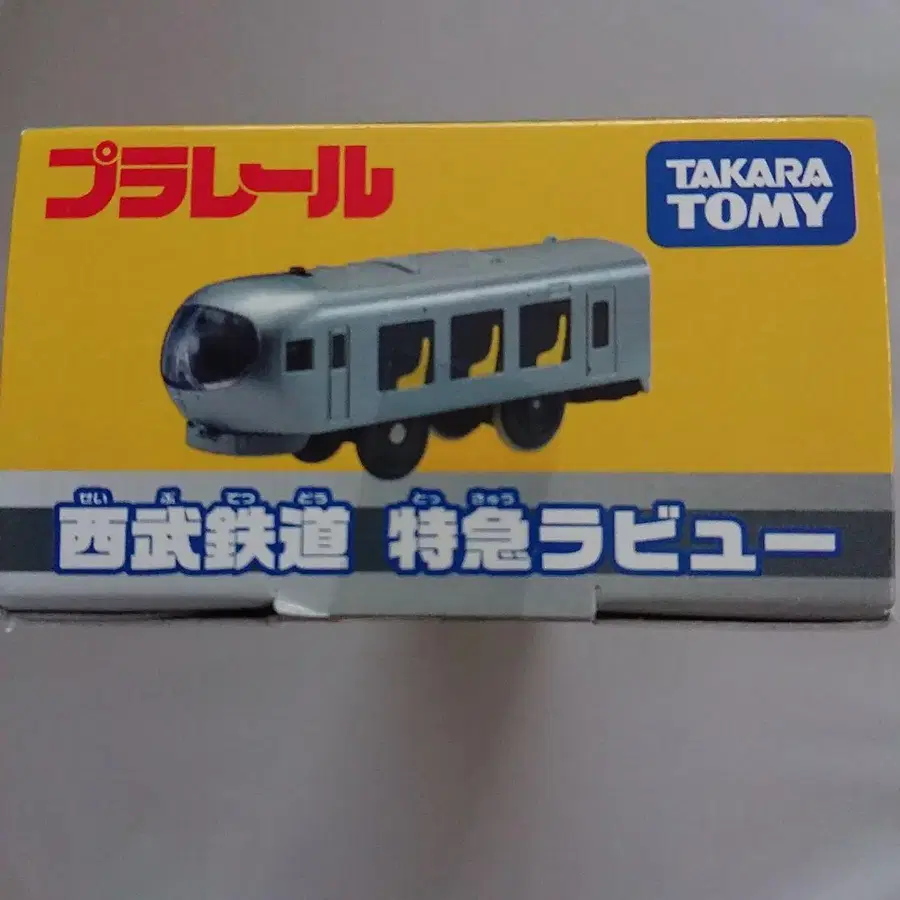 プラレール
TAKARA
TOMY
せい ぶ てつ どう とっ きゅう
西武鉄道 特急ラビュー